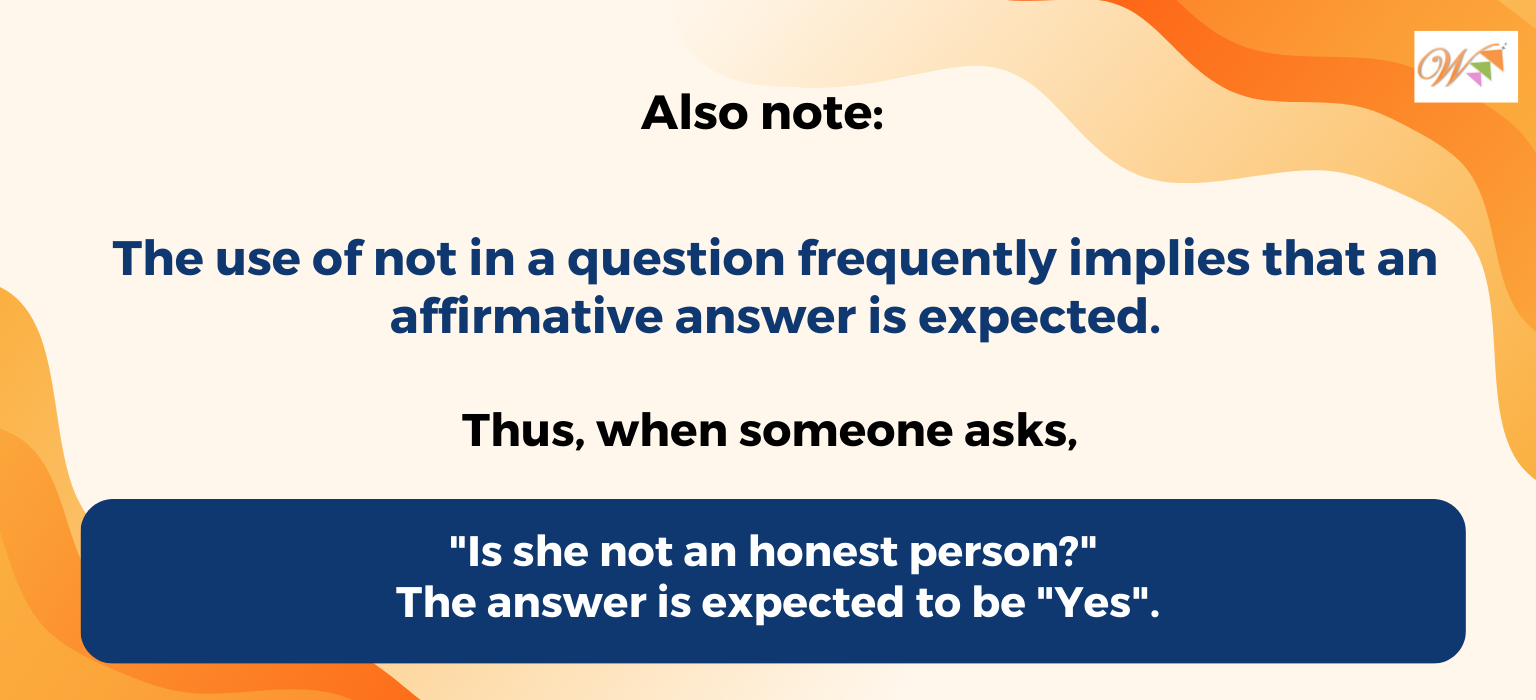 W
Also note:
The use of not in a question frequently implies that an
affirmative answer is expected.
Thus, when someone asks,
"Is she not an honest person?"
The answer is expected to be "Yes".